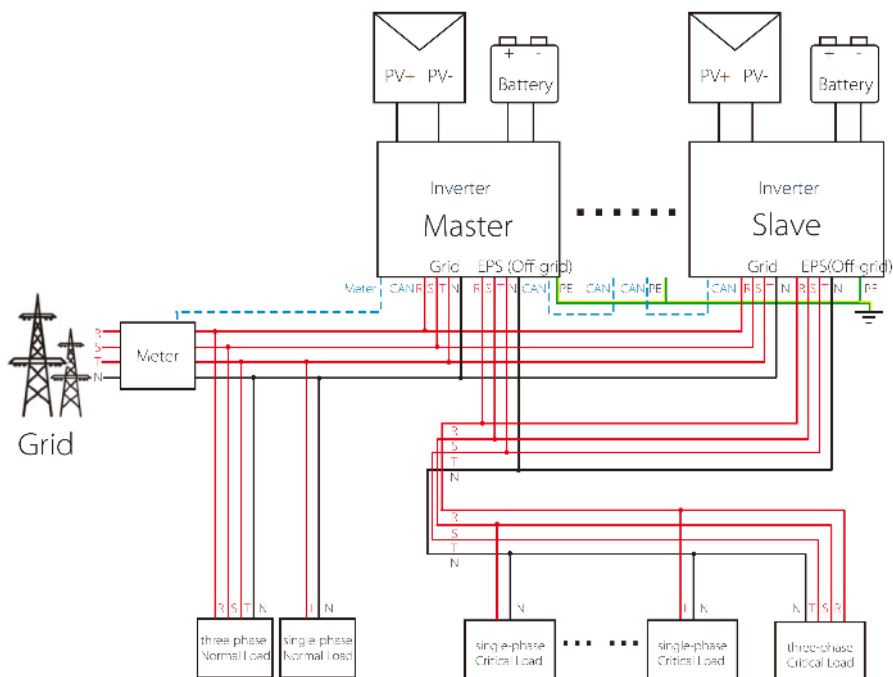 PV+ PV-
+ -
Battery
PV+ PV-
+ -
Battery
Inverter
Master
Grid EPS (Off-grid)
Inverter
Slave
Grid EPS(Off-grid)
Meter CAN R S T N R S T N CAN PE CAN CAN PE CAN R S T N R S T N PE
R
S
T
N
Meter
Grid
R
S
T
N
R
S
T
N
R S T N
three-phase
Normal Load
N
single-phase
Normal Load
N
single-phase
Critical Load
N
single-phase
Critical Load
N T S R
three-phase
Critical Load